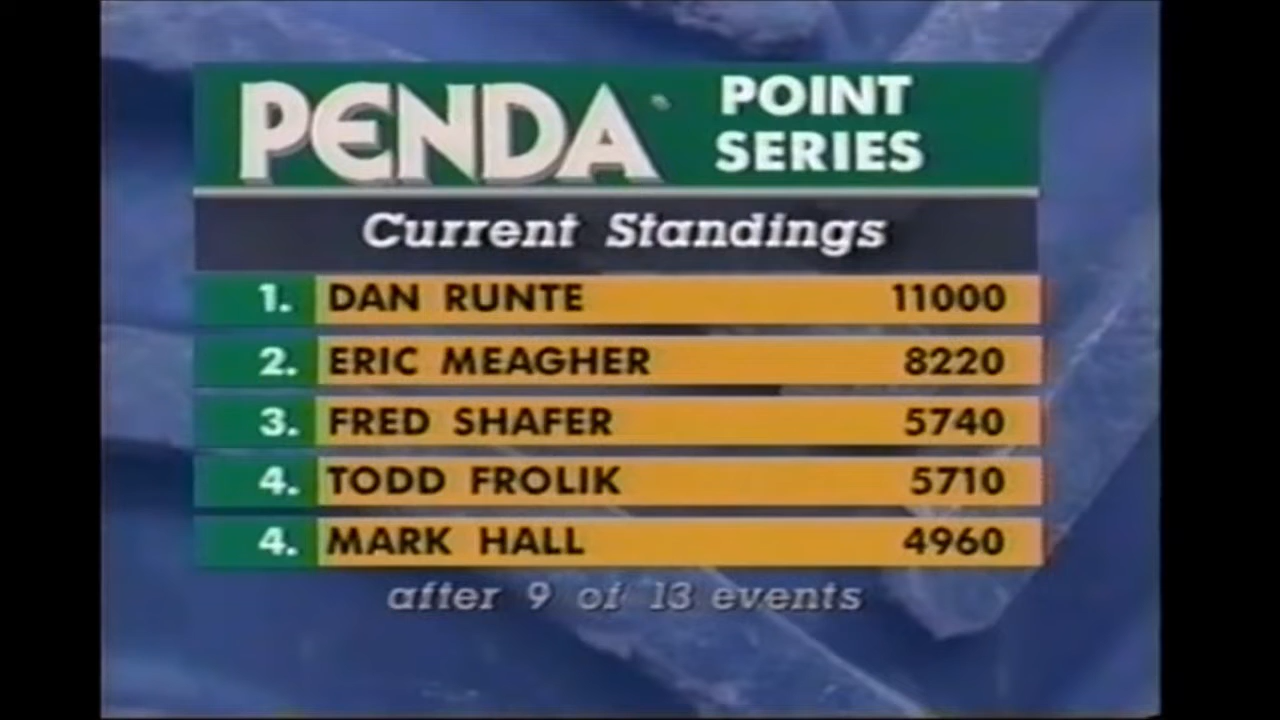 PENDA
POINT
SERIES
Current Standings
1. DAN RUNTE 11000
2. ERIC MEAGHER 8220
3. FRED SHAFER 5740
4. TODD FROLIK 5710
4. MARK HALL 4960
after 9 of 13 events